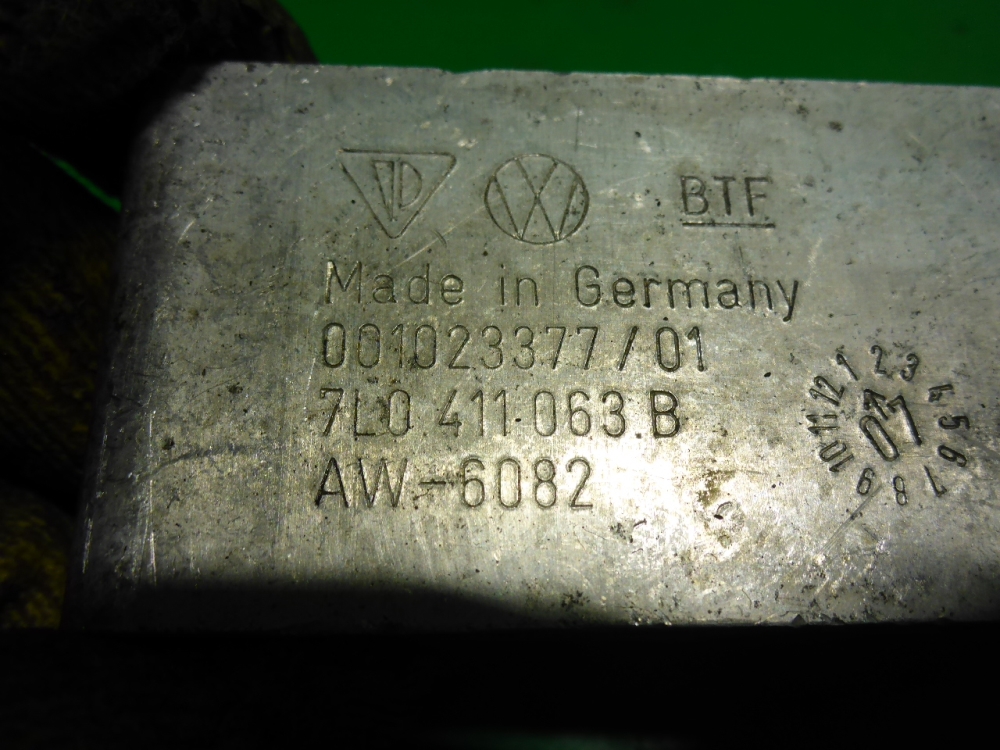 VW BTF
Made in Germany
001023377/01
7L0 411 063 B
AW-6082
1 2 3 4 5 6 7 8 9 10 11 12
07